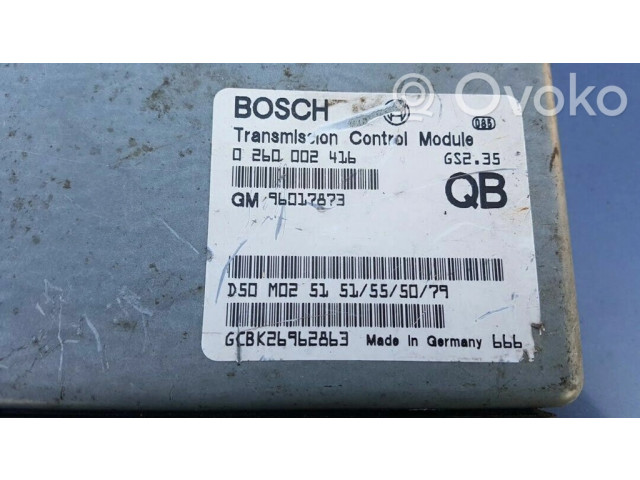 Ovoko
BOSCH
085
Transmission Control Module
0 260 002 416 GS2.35
QB
GM 96017873
D50 M02 51 51/55/50/79
GCBK26962863 Made in Germany 666